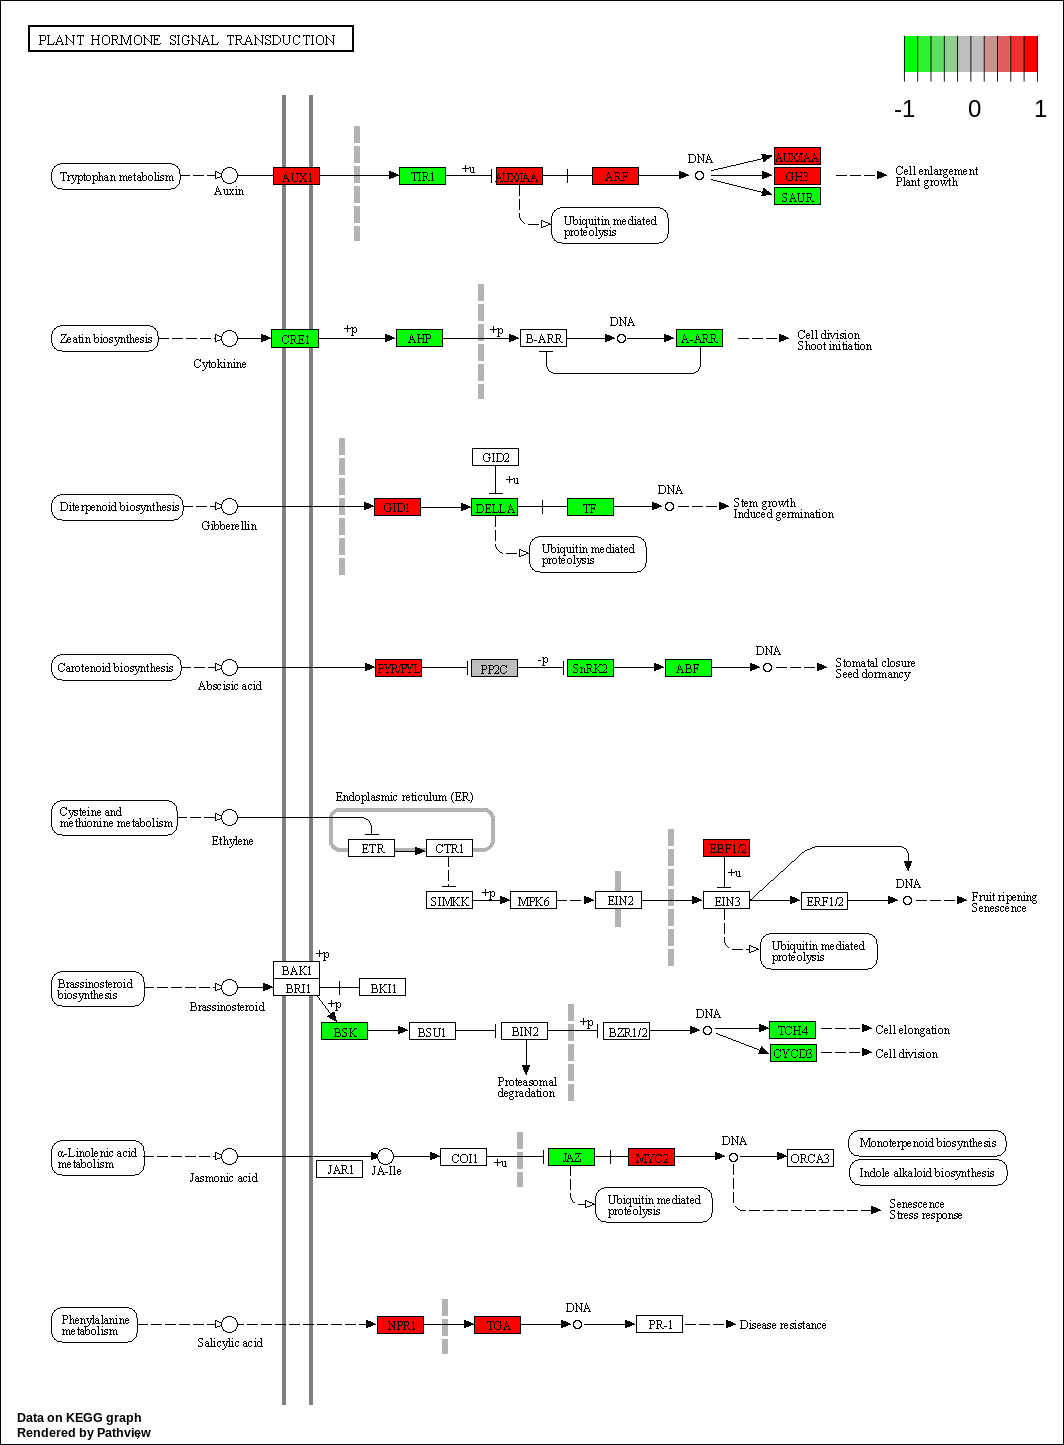 PLANT HORMONE SIGNAL TRANSDUCTION
-1 0 1
Tryptophan metabolism
Auxin
AUX1
TIR1
+u
AUX/IAA
ARF
DNA
AUX/IAA
GH3
SAUR
Cell enlargement
Plant growth
Ubiquitin mediated
proteolysis
Zeatin biosynthesis
Cytokinine
CRE1
+p
AHP
+p
B-ARR
DNA
A-ARR
Cell division
Shoot initiation
GID2
+u
Diterpenoid biosynthesis
Gibberellin
GID1
DELLA
TF
DNA
Stem growth
Induced germination
Ubiquitin mediated
proteolysis
Carotenoid biosynthesis
Abscisic acid
PYR/PYL
PP2C
-p
SnRK2
ABF
DNA
Stomatal closure
Seed dormancy
Endoplasmic reticulum (ER)
Cysteine and
methionine metabolism
Ethylene
ETR
CTR1
EBF1/2
+u
SIMKK
+p
MPK6
EIN2
EIN3
ERF1/2
DNA
Fruit ripening
Senescence
Ubiquitin mediated
proteolysis
Brassinosteroid
biosynthesis
Brassinosteroid
+p
BAK1
BRI1
BKI1
+p
BSK
BSU1
BIN2
+p
BZR1/2
DNA
TCH4
Cell elongation
CYCD3
Cell division
Proteasomal
degradation
α-Linolenic acid
metabolism
Jasmonic acid
JAR1
JA-Ile
COI1
+u
JAZ
MYC2
DNA
ORCA3
Monoterpenoid biosynthesis
Indole alkaloid biosynthesis
Ubiquitin mediated
proteolysis
Senescence
Stress response
Phenylalanine
metabolism
Salicylic acid
NPR1
TGA
DNA
PR-1
Disease resistance
Data on KEGG graph
Rendered by Pathview